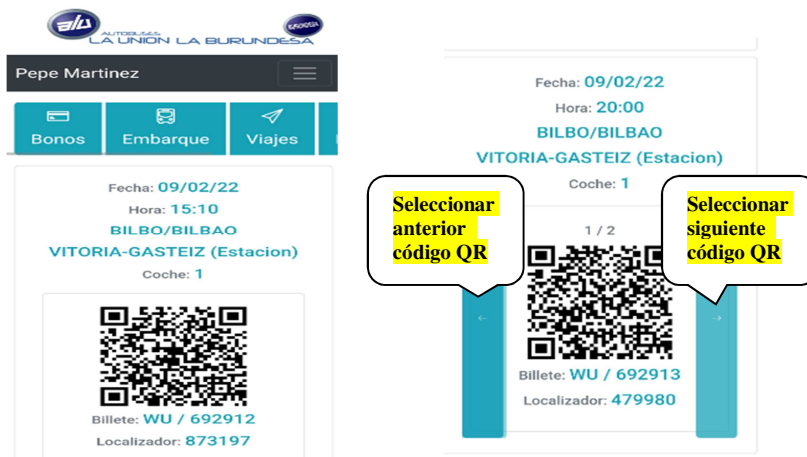 alu
AUTOBUSES
BURUNDESA
LA UNION LA BURUNDESA
Pepe Martinez
Bonos
Embarque
Viajes
Fecha: 09/02/22
Hora: 15:10
BILBO/BILBAO
VITORIA-GASTEIZ (Estacion)
Coche: 1
Billete: WU / 692912
Localizador: 873197
Fecha: 09/02/22
Hora: 20:00
BILBO/BILBAO
VITORIA-GASTEIZ (Estacion)
Coche: 1
Seleccionar
anterior
código QR
Seleccionar
siguiente
código QR
1 / 2
←
→
Billete: WU / 692913
Localizador: 479980